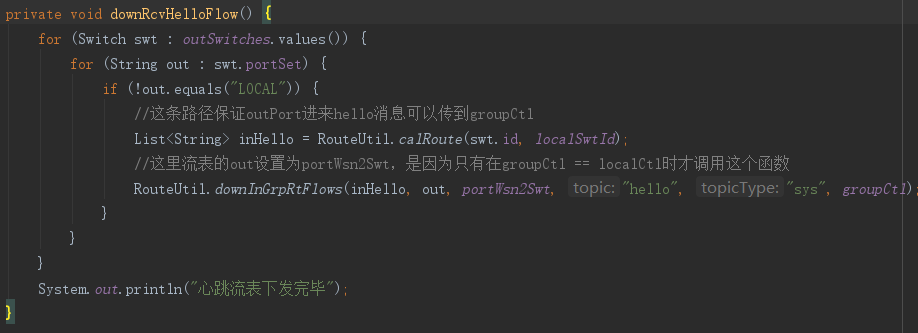 private void downRcvHelloFlow() {
for (Switch swt : outSwitches.values()) {
for (String out : swt.portSet) {
if (!out.equals("LOCAL")) {
//这条路径保证outPort进来hello消息可以传到groupCtl
List<String> inHello = RouteUtil.calRoute(swt.id, localSwtId);
//这里流表的out设置为portWsn2Swt，是因为只有在groupCtl == localCtl时才调用这个函数
RouteUtil.downInGrpRtFlows(inHello, out, portWsn2Swt, topic: "hello", topicType: "sys", groupCtl);
}
}
}
System.out.println("心跳流表下发完毕");
}